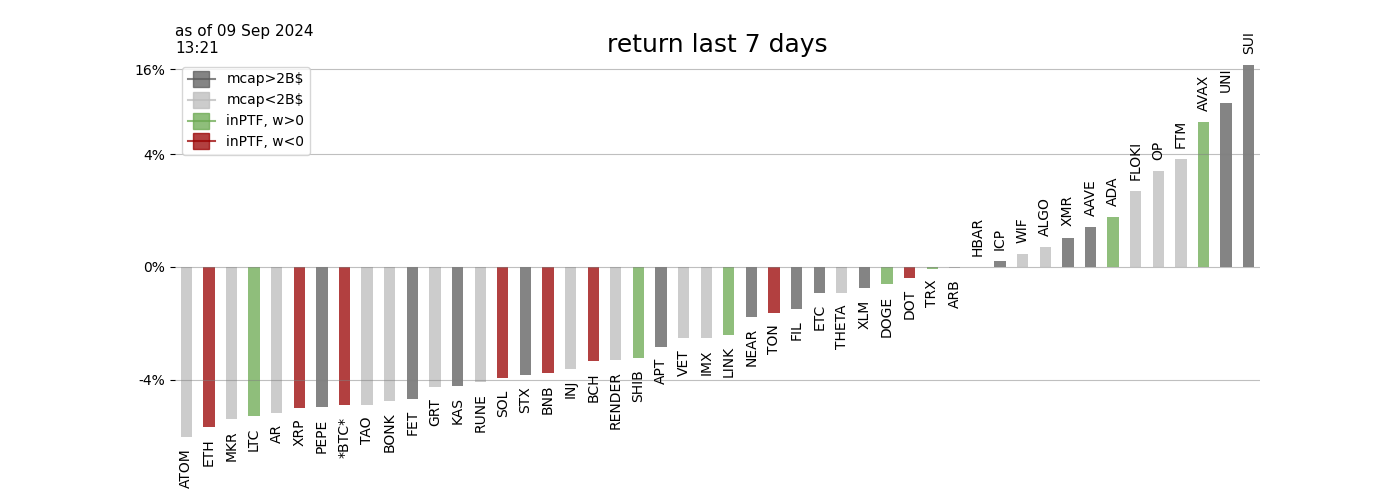 as of 09 Sep 2024
13:21
return last 7 days
16%
4%
0%
-4%
mcap>2B$
mcap<2B$
inPTF, w>0
inPTF, w<0
ATOM
ETH
MKR
LTC
AR
XRP
PEPE
*BTC*
TAO
BONK
FET
GRT
KAS
RUNE
SOL
STX
BNB
INJ
BCH
RENDER
SHIB
APT
VET
IMX
LINK
NEAR
TON
FIL
ETC
THETA
XLM
DOGE
DOT
TRX
ARB
HBAR
ICP
WIF
ALGO
XMR
AAVE
ADA
FLOKI
OP
FTM
AVAX
UNI
SUI